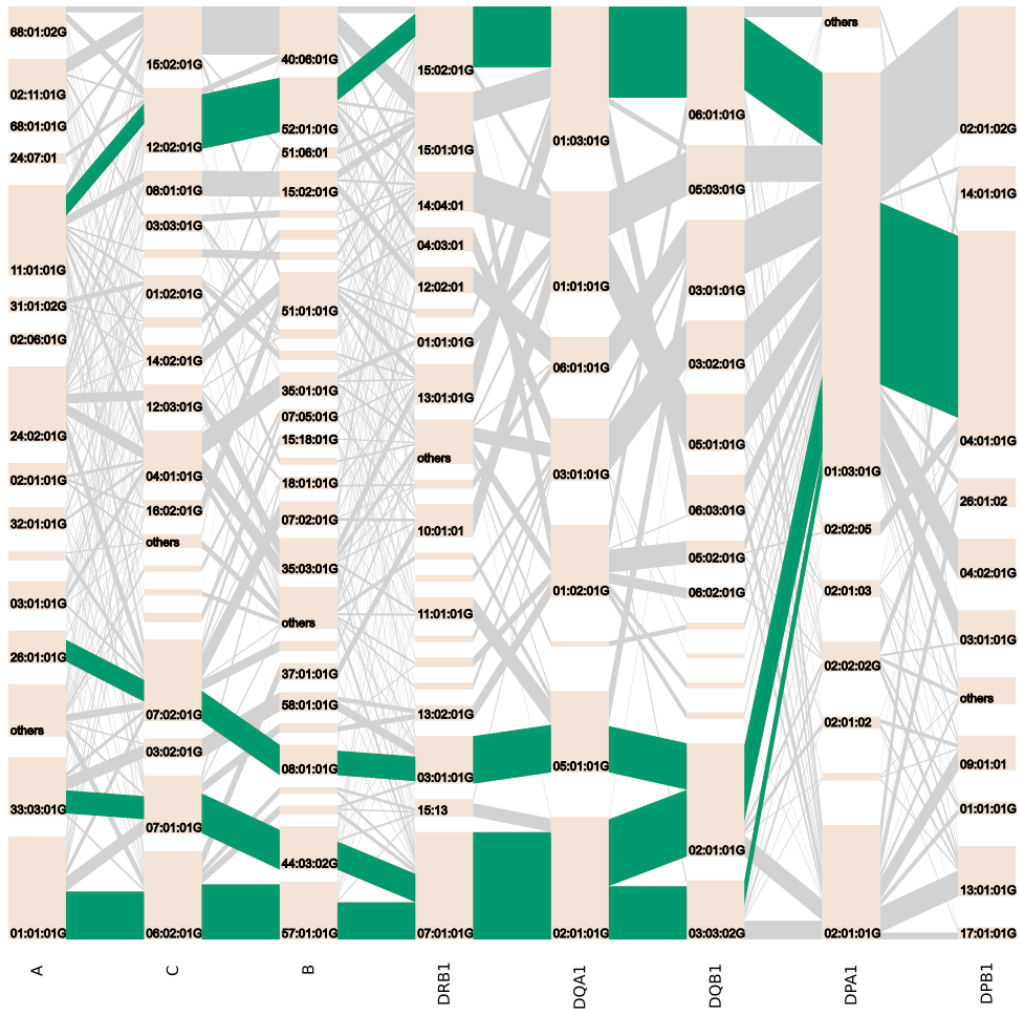 68:01:02G
02:11:01G
68:01:01G
24:07:01
11:01:01G
31:01:02G
02:06:01G
24:02:01G
02:01:01G
32:01:01G
03:01:01G
26:01:01G
others
33:03:01G
01:01:01G
15:02:01G
12:02:01G
08:01:01G
03:03:01G
01:02:01G
14:02:01G
12:03:01G
04:01:01G
16:02:01G
others
07:02:01G
03:02:01G
07:01:01G
06:02:01G
40:06:01G
52:01:01G
51:06:01
15:02:01G
51:01:01G
35:01:01G
07:05:01G
15:18:01G
18:01:01G
07:02:01G
35:03:01G
others
37:01:01G
58:01:01G
08:01:01G
44:03:02G
57:01:01G
15:02:01G
15:01:01G
14:04:01
04:03:01
12:02:01
01:01:01G
13:01:01G
others
10:01:01
11:01:01G
13:02:01G
03:01:01G
15:13
07:01:01G
01:03:01G
01:01:01G
06:01:01G
03:01:01G
01:02:01G
05:01:01G
02:01:01G
06:01:01G
05:03:01G
03:01:01G
03:02:01G
05:01:01G
06:03:01G
05:02:01G
06:02:01G
02:01:01G
03:03:02G
others
01:03:01G
02:02:05
02:01:03
02:02:02G
02:01:02
02:01:01G
02:01:02G
14:01:01G
04:01:01G
26:01:02
04:02:01G
03:01:01G
others
09:01:01
01:01:01G
13:01:01G
17:01:01G
A
C
B
DRB1
DQA1
DQB1
DPA1
DPB1